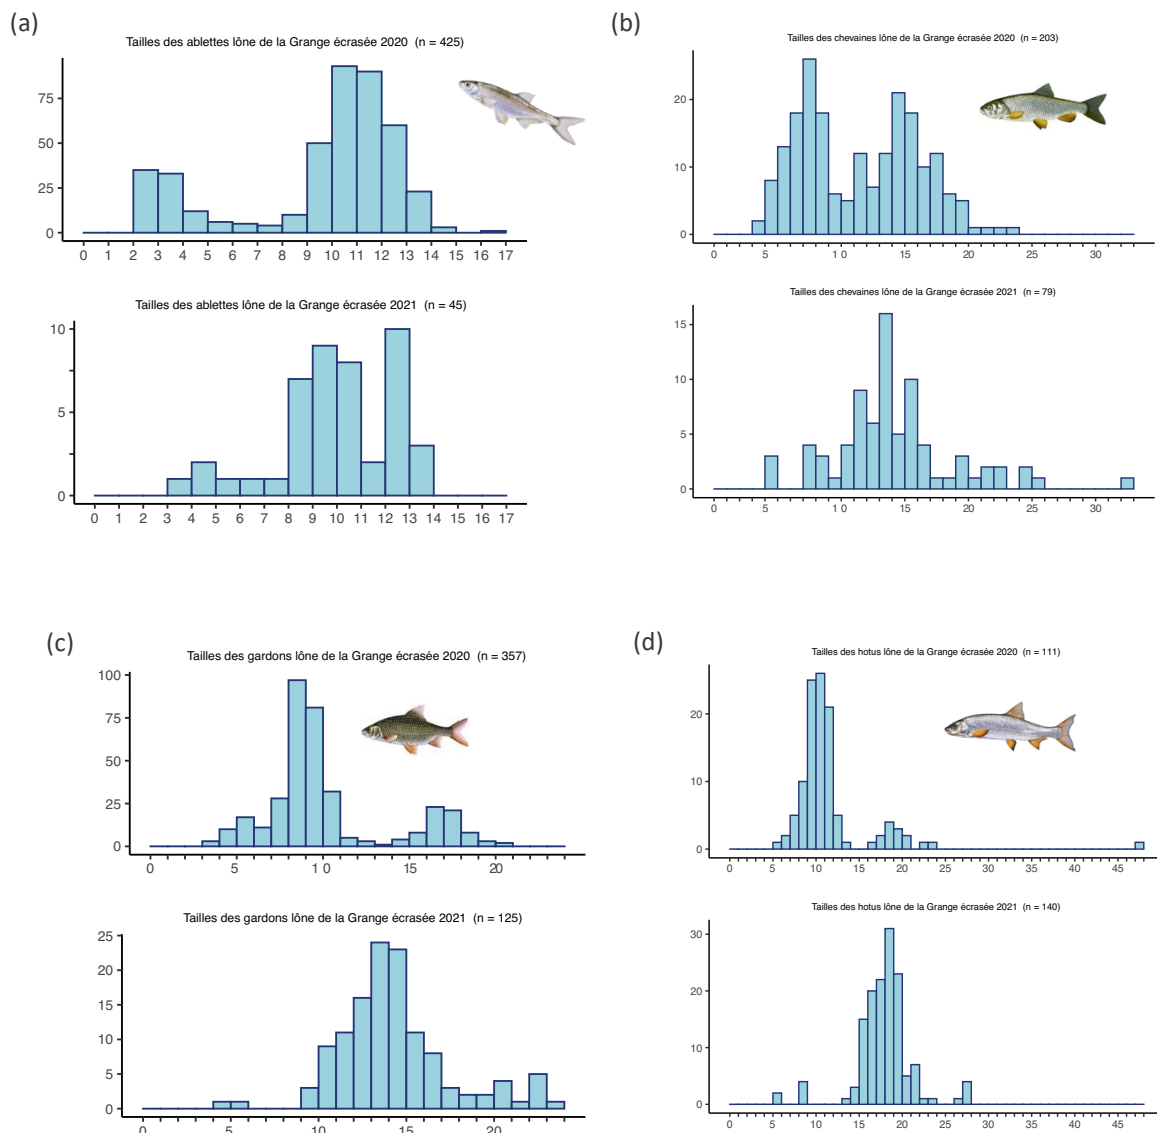 (a)
Tailles des ablettes lône de la Grange écrasée 2020 (n = 425)
75
50
25
0
0 1 2 3 4 5 6 7 8 9 10 11 12 13 14 15 16 17
Tailles des ablettes lône de la Grange écrasée 2021 (n = 45)
10
5
0
0 1 2 3 4 5 6 7 8 9 10 11 12 13 14 15 16 17
(b)
Tailles des chevaines lône de la Grange écrasée 2020 (n = 203)
20
10
0
0 5 1 0 15 20 25 30
Tailles des chevaines lône de la Grange écrasée 2021 (n = 79)
15
10
5
0
0 5 1 0 15 20 25 30
(c)
Tailles des gardons lône de la Grange écrasée 2020 (n = 357)
100
75
50
25
0
0 5 1 0 15 20
Tailles des gardons lône de la Grange écrasée 2021 (n = 125)
25
20
15
10
5
0
0 5 10 15 20
(d)
Tailles des hotus lône de la Grange écrasée 2020 (n = 111)
20
10
0
0 5 10 15 20 25 30 35 40 45
Tailles des hotus lône de la Grange écrasée 2021 (n = 140)
30
20
10
0
0 5 10 15 20 25 30 35 40 45